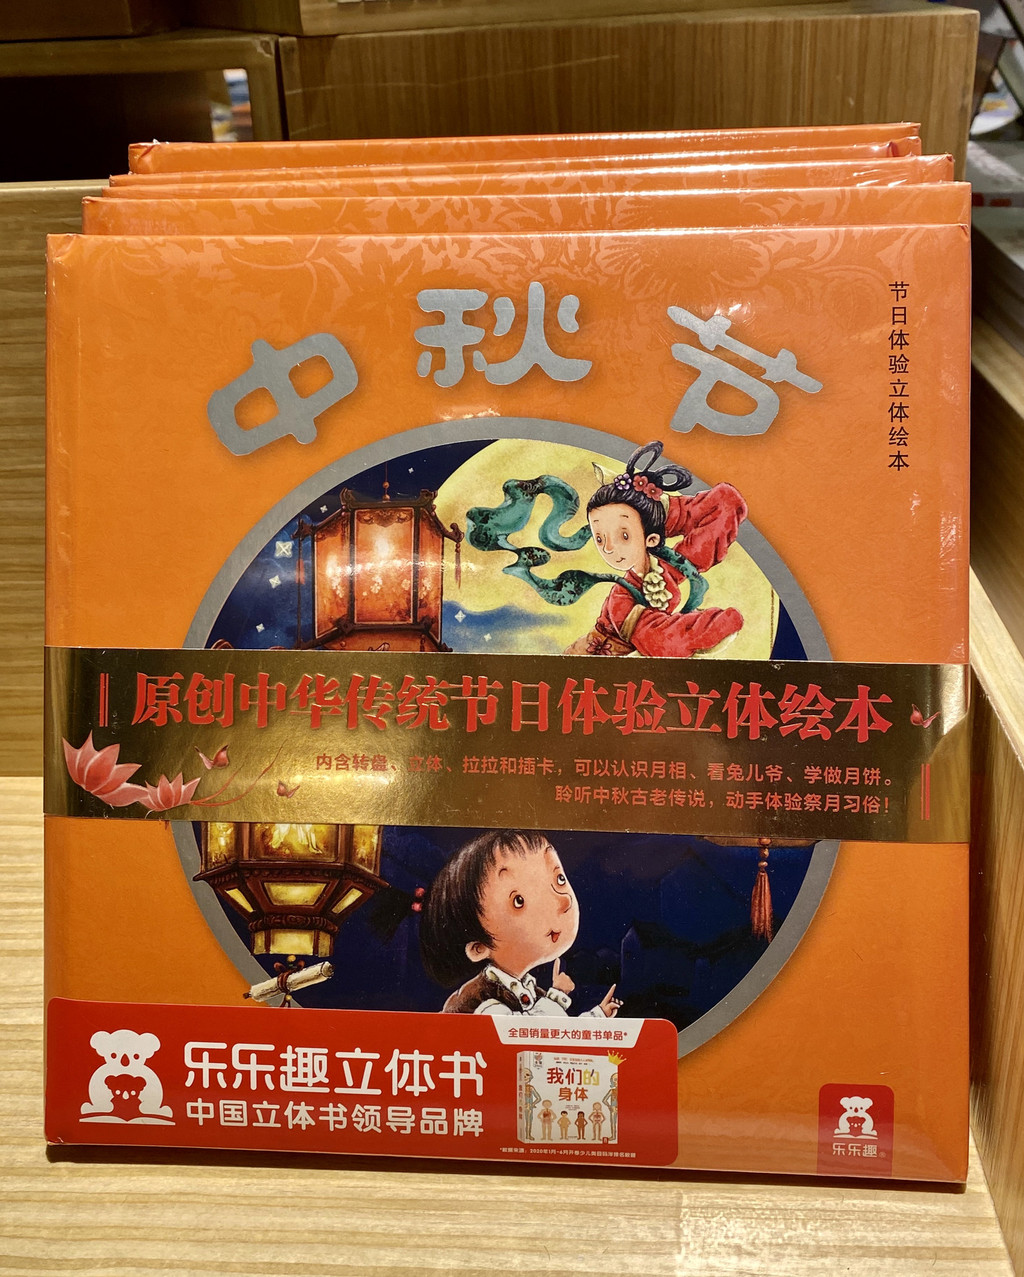 中秋节
节日体验立体绘本
原创中华传统节日体验立体绘本
内含转盘、立体、拉拉和插卡，可以认识月相、看兔儿爷、学做月饼。
聆听中秋古老传说，动手体验祭月习俗！
乐乐趣立体书
中国立体书领导品牌
全国销量更大的童书单品*
我们的
身体
乐乐趣®